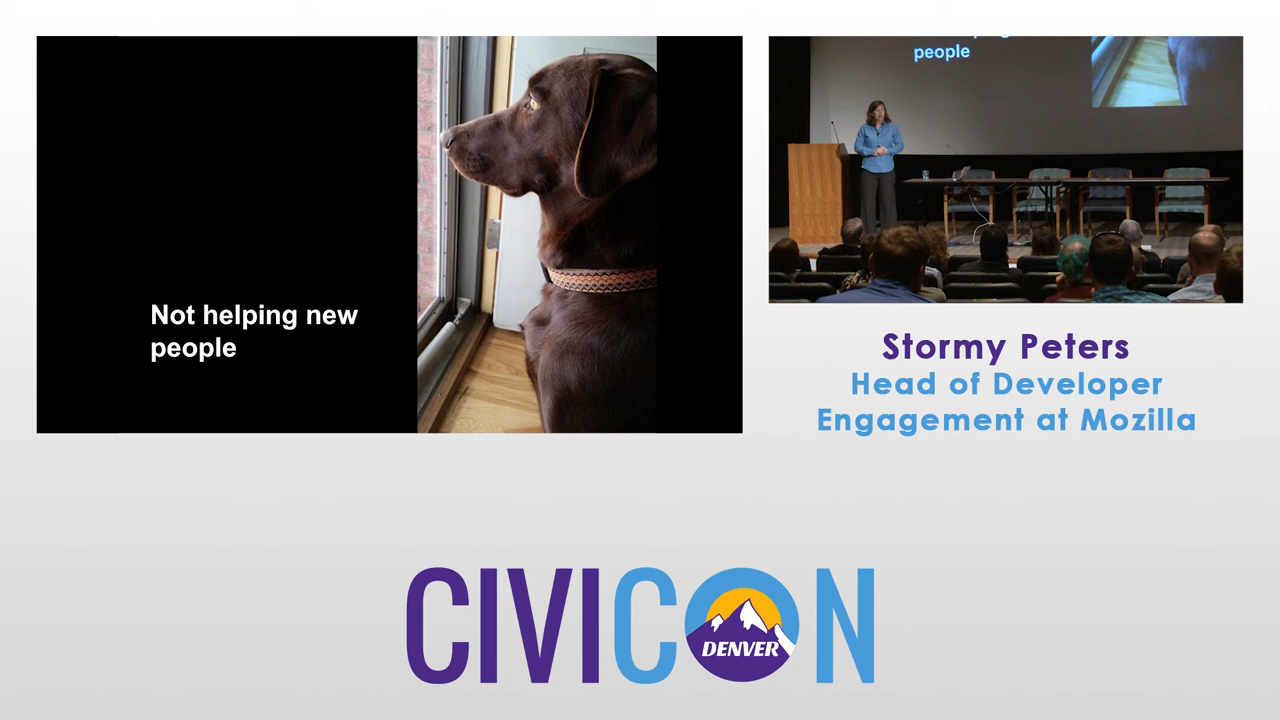 Not helping new
people
people
Stormy Peters
Head of Developer
Engagement at Mozilla
CIVICON
DENVER